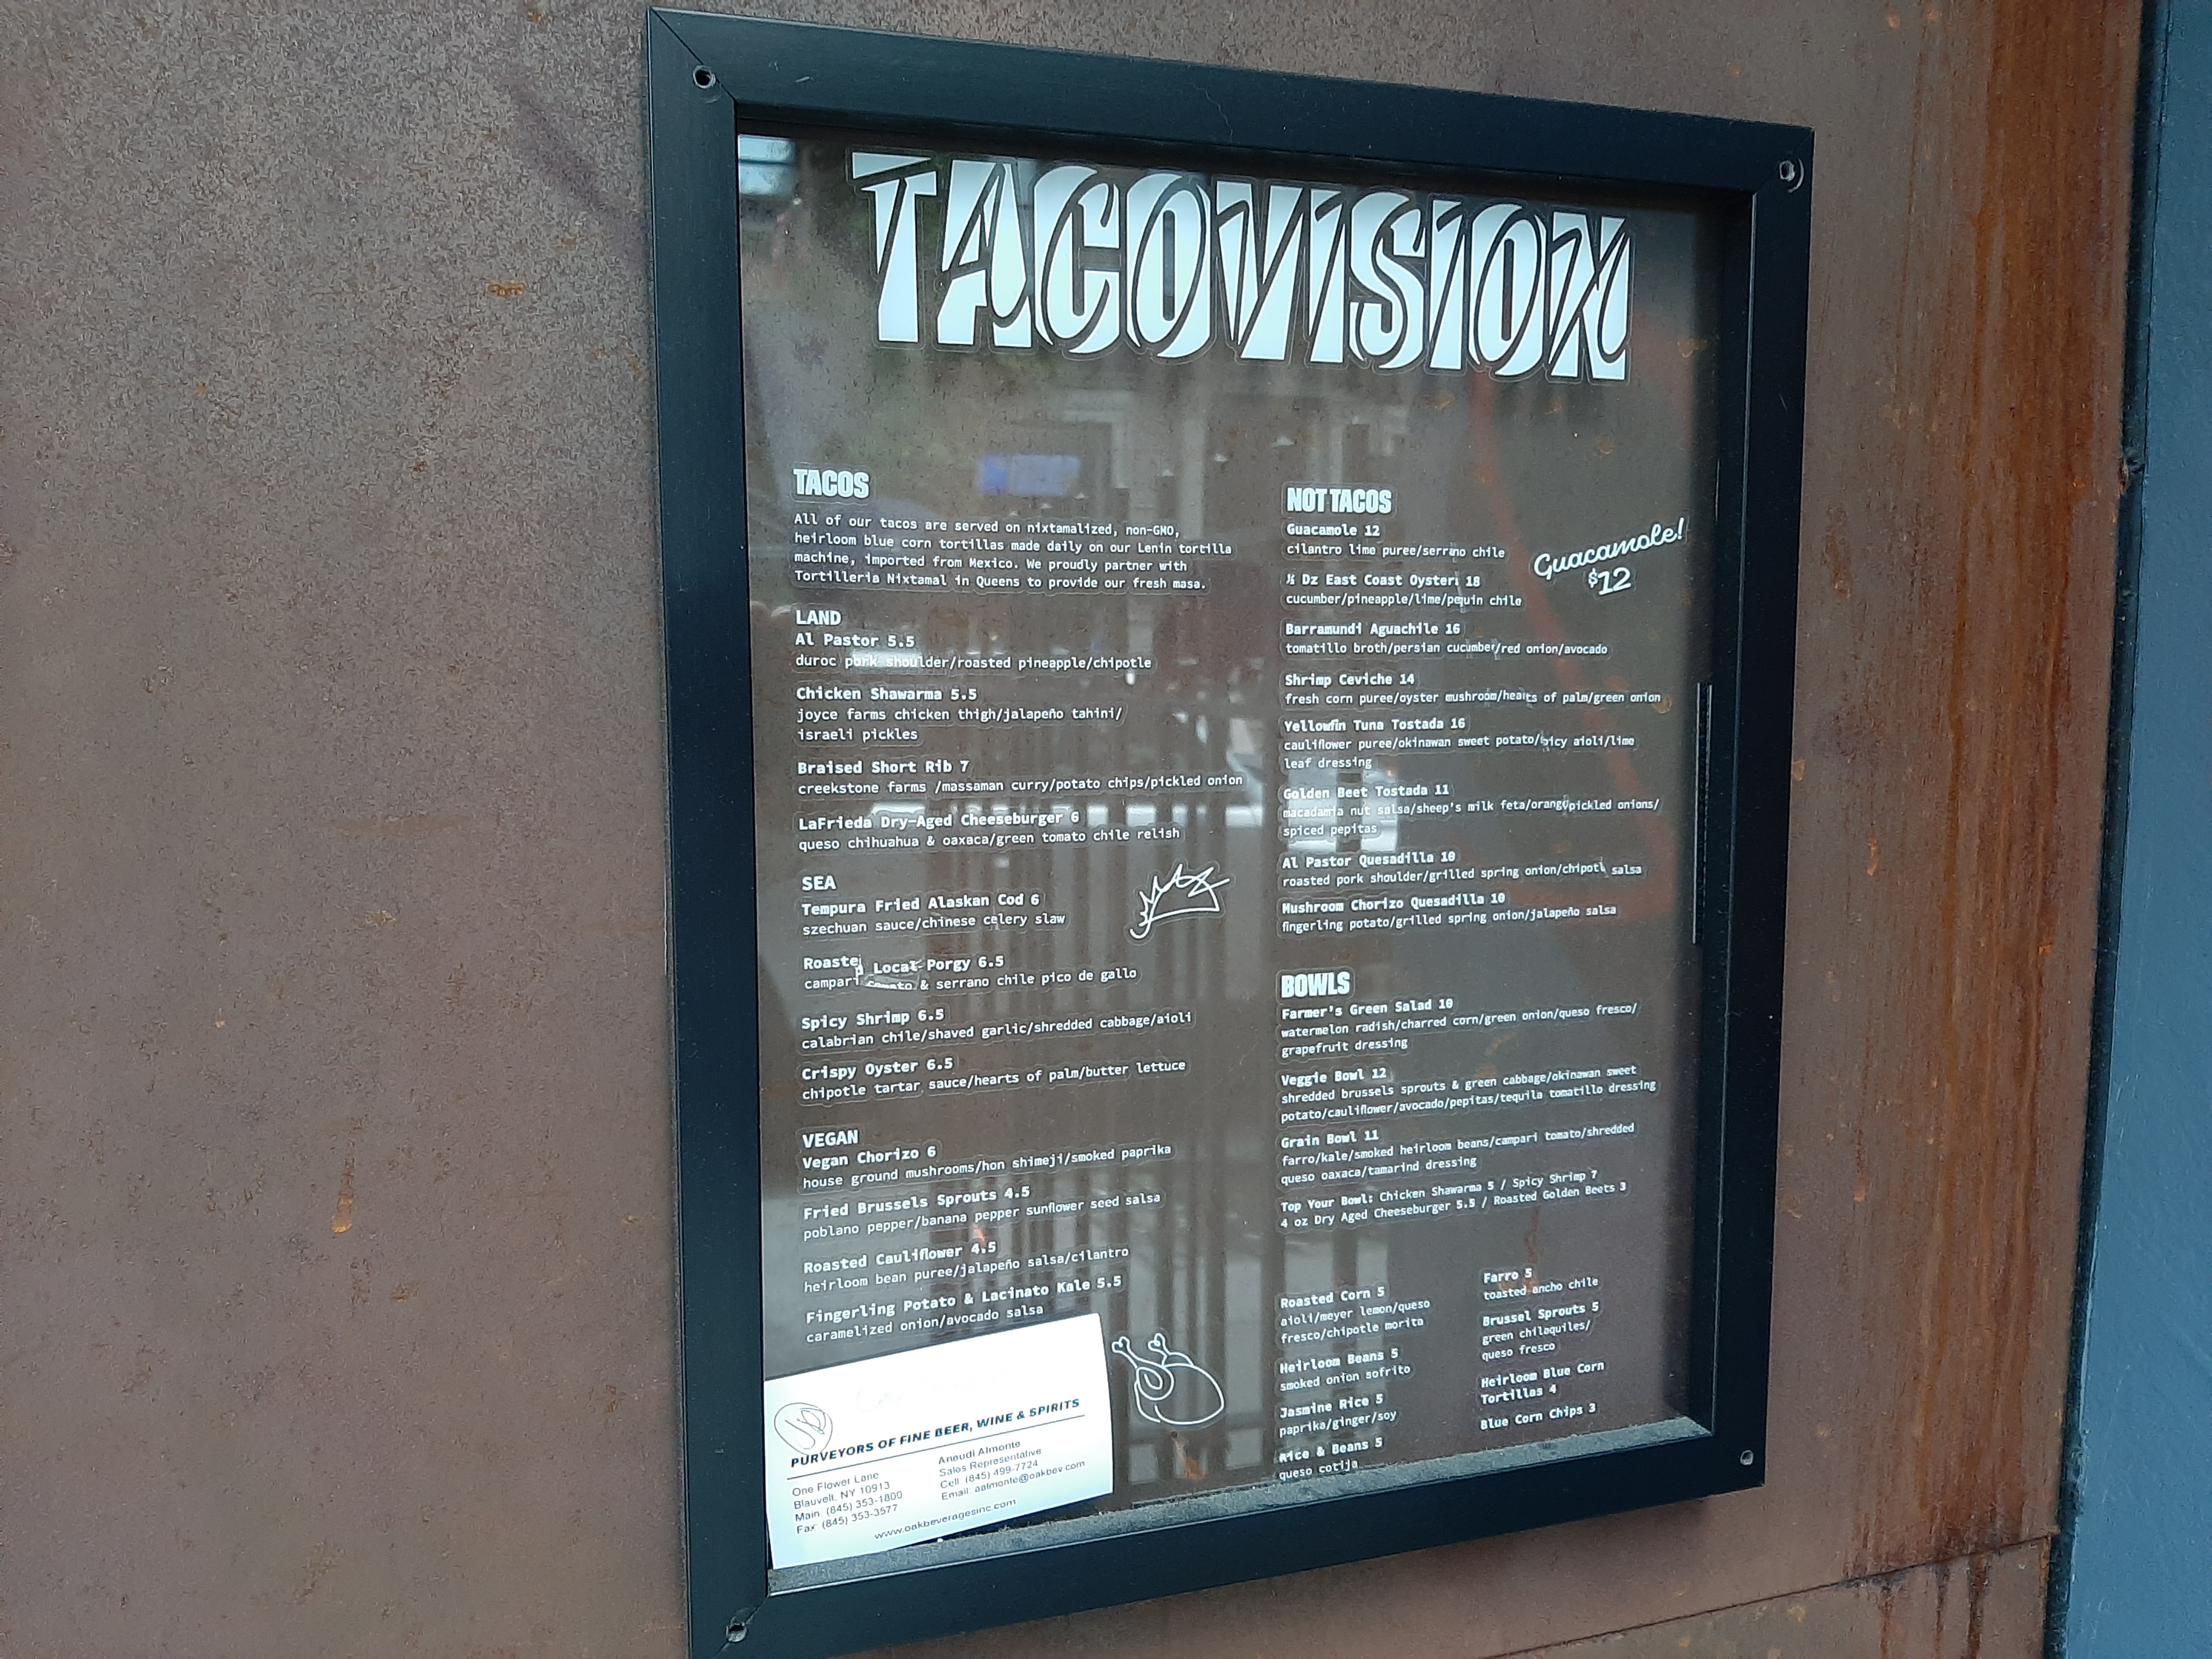 TACOVISION
TACOS
All of our tacos are served on nixtamalized, non-GMO,
heirloom blue corn tortillas made daily on our Lenin tortilla
machine, imported from Mexico. We proudly partner with
Tortilleria Nixtamal in Queens to provide our fresh masa.
LAND
Al Pastor 5.5
duroc pork shoulder/roasted pineapple/chipotle
Chicken Shawarma 5.5
joyce farms chicken thigh/jalapeño tahini/
israeli pickles
Braised Short Rib 7
creekstone farms /massaman curry/potato chips/pickled onion
LaFrieda Dry-Aged Cheeseburger 6
queso chihuahua & oaxaca/green tomato chile relish
SEA
Tempura Fried Alaskan Cod 6
szechuan sauce/chinese celery slaw
Roasted Local Porgy 6.5
campari tomato & serrano chile pico de gallo
Spicy Shrimp 6.5
calabrian chile/shaved garlic/shredded cabbage/aioli
Crispy Oyster 6.5
chipotle tartar sauce/hearts of palm/butter lettuce
VEGAN
Vegan Chorizo 6
house ground mushrooms/hon shimeji/smoked paprika
Fried Brussels Sprouts 4.5
poblano pepper/banana pepper sunflower seed salsa
Roasted Cauliflower 4.5
heirloom bean puree/jalapeño salsa/cilantro
Fingerling Potato & Lacinato Kale 5.5
caramelized onion/avocado salsa
PURVEYORS OF FINE BEER, WINE & SPIRITS
One Flower Lane
Blauvelt, NY 10913
Main: (845) 353-1800
Fax: (845) 353-3577
Aneudi Almonte
Sales Representative
Cell: (845) 499-7724
Email: aalmonte@oakbev.com
www.oakbeveragesinc.com
NOT TACOS
Guacamole 12
cilantro lime puree/serrano chile
Guacamole!
$12
½ Dz East Coast Oyster 18
cucumber/pineapple/lime/pequin chile
Barramundi Aguachile 16
tomatillo broth/persian cucumber/red onion/avocado
Shrimp Ceviche 14
fresh corn puree/oyster mushroom/hearts of palm/green onion
Yellowfin Tuna Tostada 16
cauliflower puree/okinawan sweet potato/spicy aioli/lime
leaf dressing
Golden Beet Tostada 11
macadamia nut salsa/sheep's milk feta/orange/pickled onions/
spiced pepitas
Al Pastor Quesadilla 10
roasted pork shoulder/grilled spring onion/chipotle salsa
Mushroom Chorizo Quesadilla 10
fingerling potato/grilled spring onion/jalapeño salsa
BOWLS
Farmer's Green Salad 10
watermelon radish/charred corn/green onion/queso fresco/
grapefruit dressing
Veggie Bowl 12
shredded brussels sprouts & green cabbage/okinawan sweet
potato/cauliflower/avocado/pepitas/tequila tomatillo dressing
Grain Bowl 11
farro/kale/smoked heirloom beans/campari tomato/shredded
queso oaxaca/tamarind dressing
Top Your Bowl: Chicken Shawarma 5 / Spicy Shrimp 7
4 oz Dry Aged Cheeseburger 5.5 / Roasted Golden Beets 3
Roasted Corn 5
aioli/meyer lemon/queso
fresco/chipotle morita
Heirloom Beans 5
smoked onion sofrito
Jasmine Rice 5
paprika/ginger/soy
Rice & Beans 5
queso cotija
Farro 5
toasted ancho chile
Brussel Sprouts 5
green chilaquiles/
queso fresco
Heirloom Blue Corn
Tortillas 4
Blue Corn Chips 3